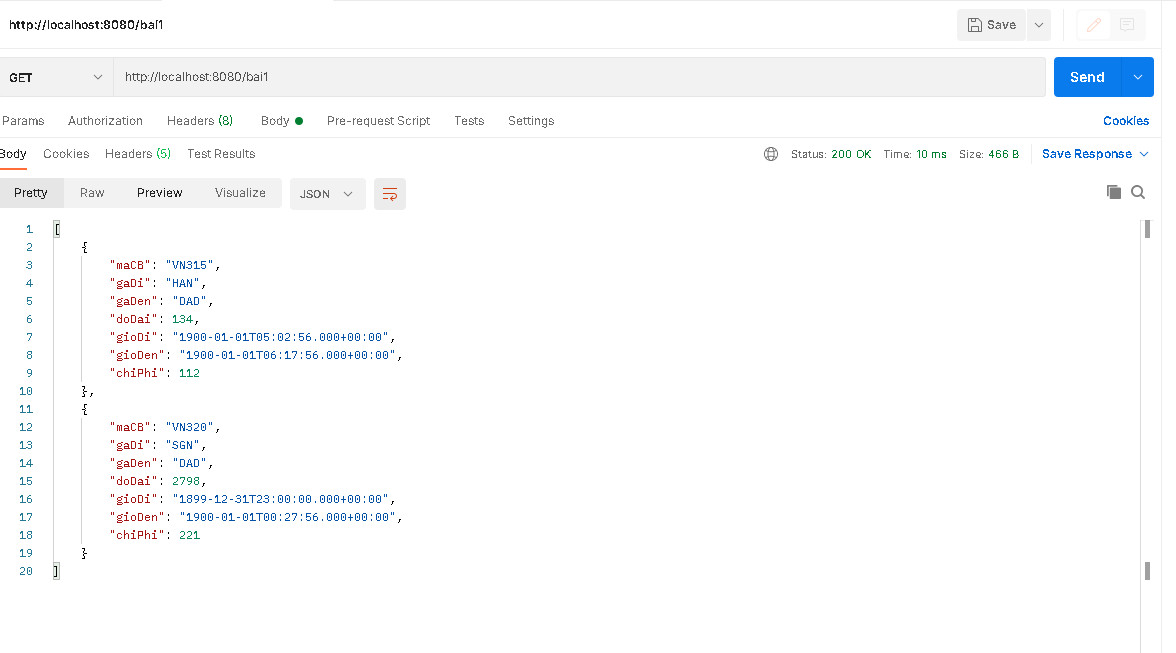 http://localhost:8080/bai1 Save
GET http://localhost:8080/bai1 Send
Params Authorization Headers (8) Body Pre-request Script Tests Settings Cookies
Body Cookies Headers (5) Test Results Status: 200 OK Time: 10 ms Size: 466 B Save Response
Pretty Raw Preview Visualize JSON
1 [
2 {
3 "maCB": "VN315",
4 "gaDi": "HAN",
5 "gaDen": "DAD",
6 "doDai": 134,
7 "gioDi": "1900-01-01T05:02:56.000+00:00",
8 "gioDen": "1900-01-01T06:17:56.000+00:00",
9 "chiPhi": 112
10 },
11 {
12 "maCB": "VN320",
13 "gaDi": "SGN",
14 "gaDen": "DAD",
15 "doDai": 2798,
16 "gioDi": "1899-12-31T23:00:00.000+00:00",
17 "gioDen": "1900-01-01T00:27:56.000+00:00",
18 "chiPhi": 221
19 }
20 ]